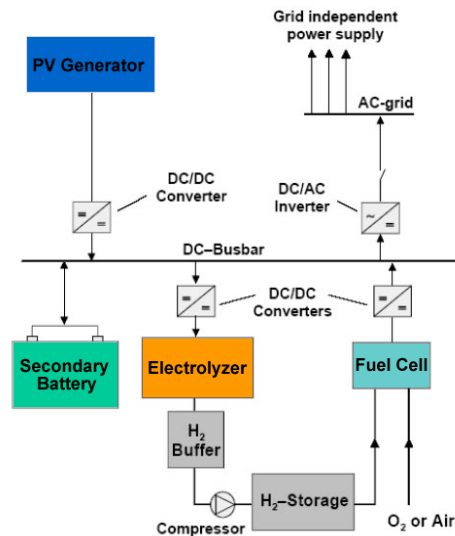 Grid independent
power supply
PV Generator
AC-grid
DC/DC
Converter
DC/AC
Inverter
DC–Busbar
DC/DC
Converters
Secondary
Battery
Electrolyzer
Fuel Cell
H₂
Buffer
H₂–Storage
Compressor
O₂ or Air